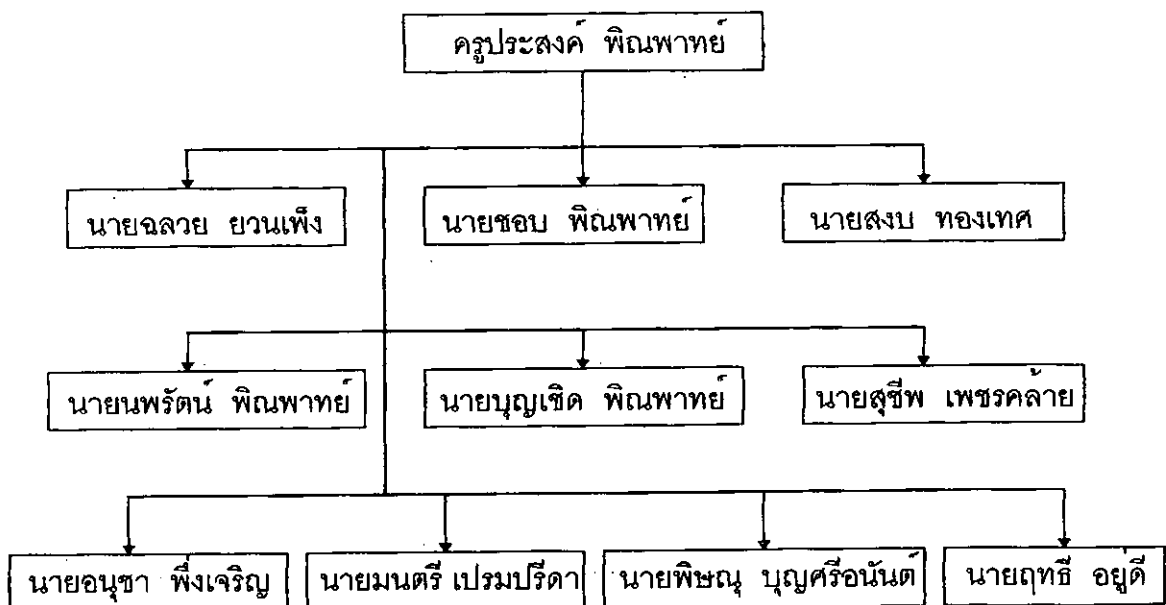 ครูประสงค์ พิณพาทย์
นายฉลวย ยวนเพ็ง
นายชอบ พิณพาทย์
นายสงบ ทองเทศ
นายนพรัตน์ พิณพาทย์
นายบุญเชิด พิณพาทย์
นายสุชีพ เพชรคล้าย
นายอนุชา พึ่งเจริญ
นายมนตรี เปรมปรีดา
นายพิษณุ บุญศรีอนันต์
นายฤทธิ์ อยู่ดี